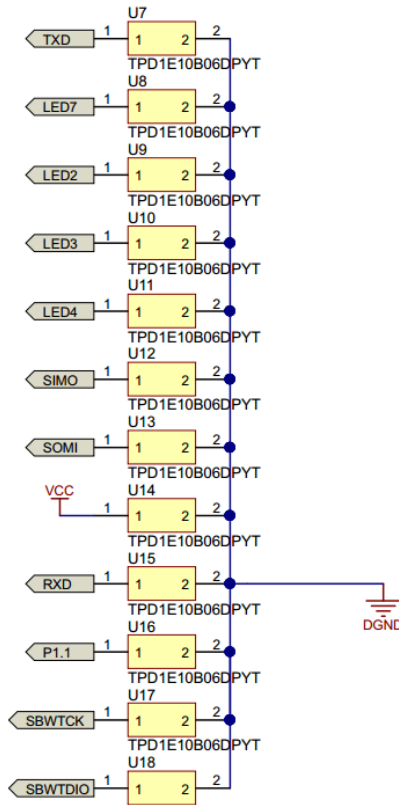 U7
TXD 1 1 2 2
TPD1E10B06DPYT
U8
LED7 1 1 2 2
TPD1E10B06DPYT
U9
LED2 1 1 2 2
TPD1E10B06DPYT
U10
LED3 1 1 2 2
TPD1E10B06DPYT
U11
LED4 1 1 2 2
TPD1E10B06DPYT
U12
SIMO 1 1 2 2
TPD1E10B06DPYT
U13
SOMI 1 1 2 2
TPD1E10B06DPYT
U14
VCC 1 1 2 2
TPD1E10B06DPYT
U15
RXD 1 1 2 2
DGND
TPD1E10B06DPYT
U16
P1.1 1 1 2 2
TPD1E10B06DPYT
U17
SBWTCK 1 1 2 2
TPD1E10B06DPYT
U18
SBWTDIO 1 1 2 2